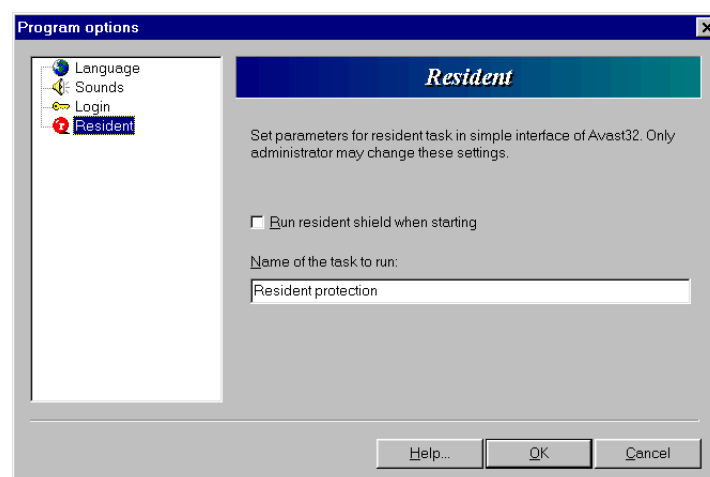 Program options
Language
Sounds
Login
Resident
Resident
Set parameters for resident task in simple interface of Avast32. Only
administrator may change these settings.
Run resident shield when starting
Name of the task to run:
Resident protection
Help...
OK
Cancel